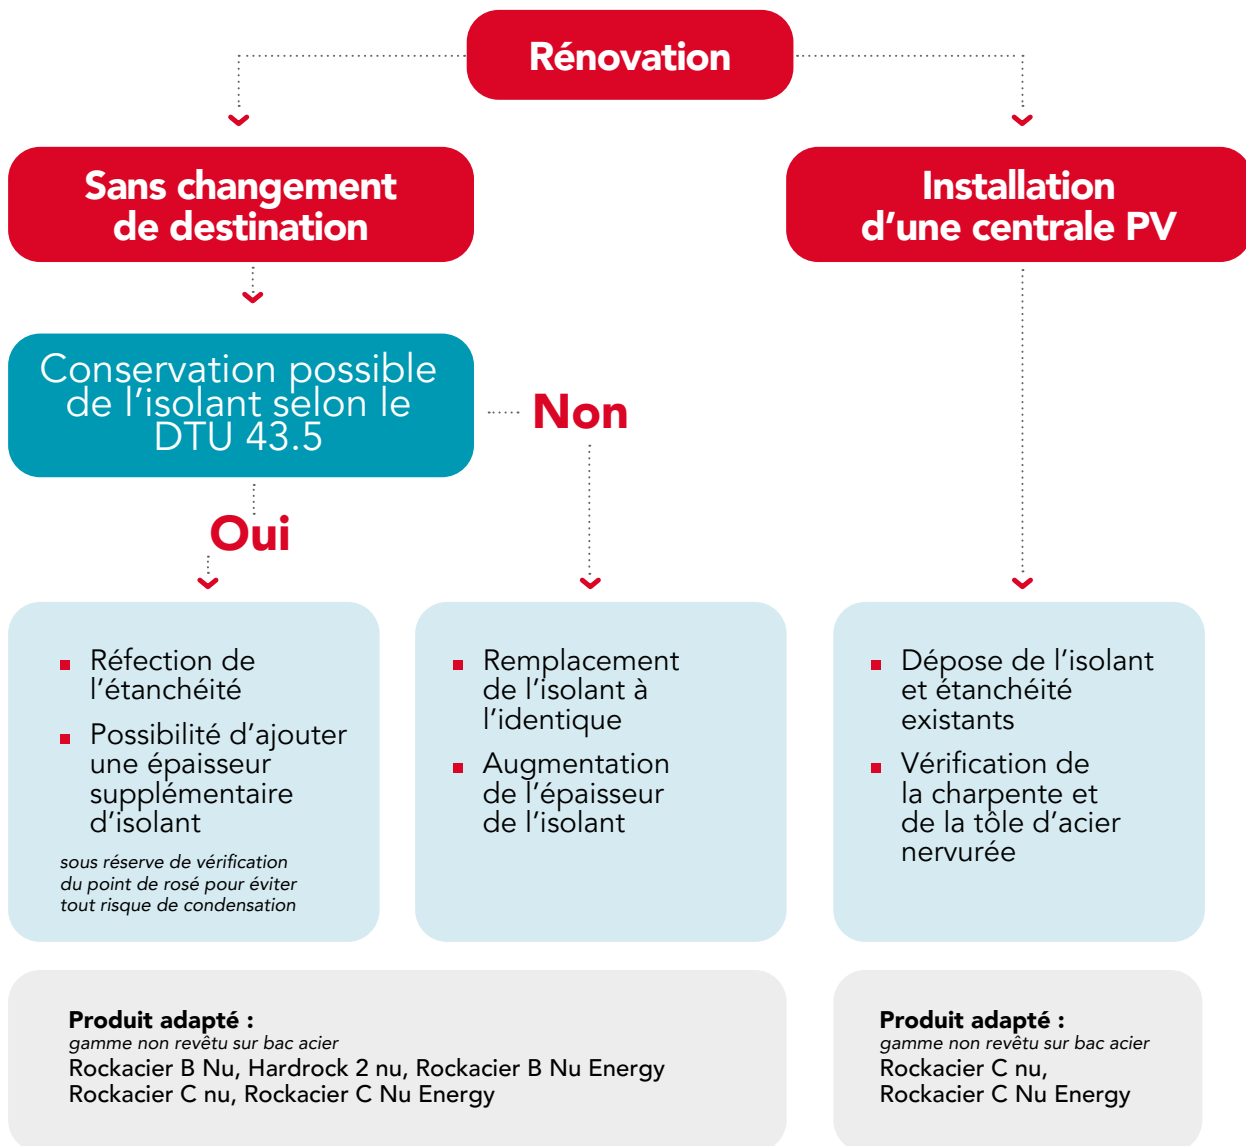 Rénovation
Sans changement
de destination
Installation
d'une centrale PV
Conservation possible
de l'isolant selon le
DTU 43.5
Non
Oui
▪ Réfection de
l'étanchéité
▪ Possibilité d'ajouter
une épaisseur
supplémentaire
d'isolant
sous réserve de vérification
du point de rosé pour éviter
tout risque de condensation
▪ Remplacement
de l'isolant à
l'identique
▪ Augmentation
de l'épaisseur
de l'isolant
▪ Dépose de l'isolant
et étanchéité
existants
▪ Vérification de
la charpente et
de la tôle d'acier
nervurée
Produit adapté :
gamme non revêtu sur bac acier
Rockacier B Nu, Hardrock 2 nu, Rockacier B Nu Energy
Rockacier C nu, Rockacier C Nu Energy
Produit adapté :
gamme non revêtu sur bac acier
Rockacier C nu,
Rockacier C Nu Energy